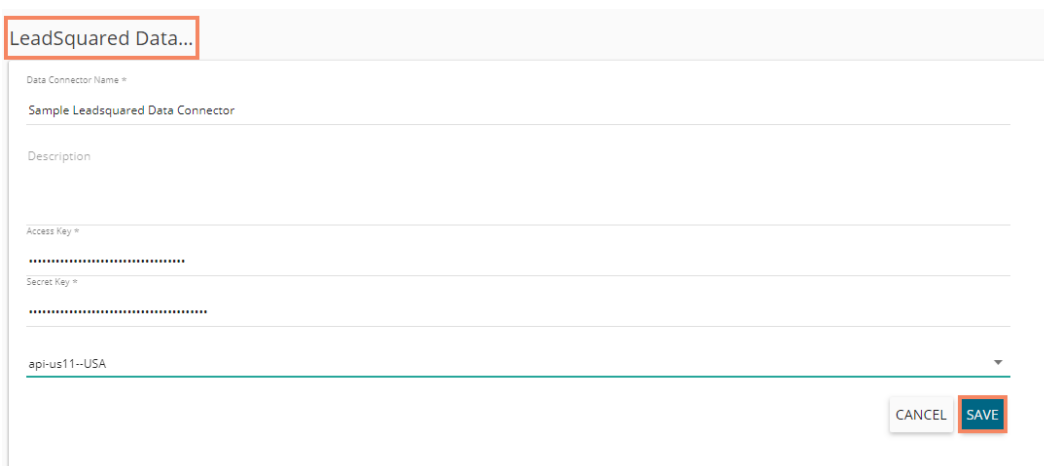 LeadSquared Data...
Data Connector Name *
Sample Leadsquared Data Connector
Description
Access Key *
Secret Key *
api-us11--USA
CANCEL SAVE